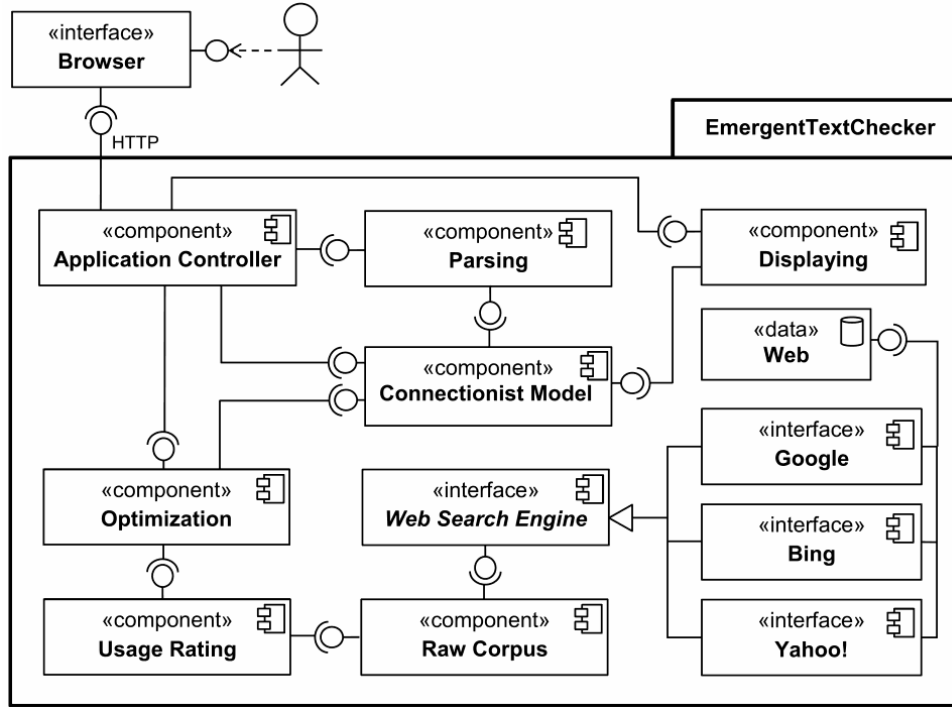 «interface»
Browser
HTTP
EmergentTextChecker
«component»
Application Controller
«component»
Parsing
«component»
Displaying
«data»
Web
«component»
Connectionist Model
«interface»
Google
«component»
Optimization
«interface»
Web Search Engine
«interface»
Bing
«component»
Usage Rating
«component»
Raw Corpus
«interface»
Yahoo!